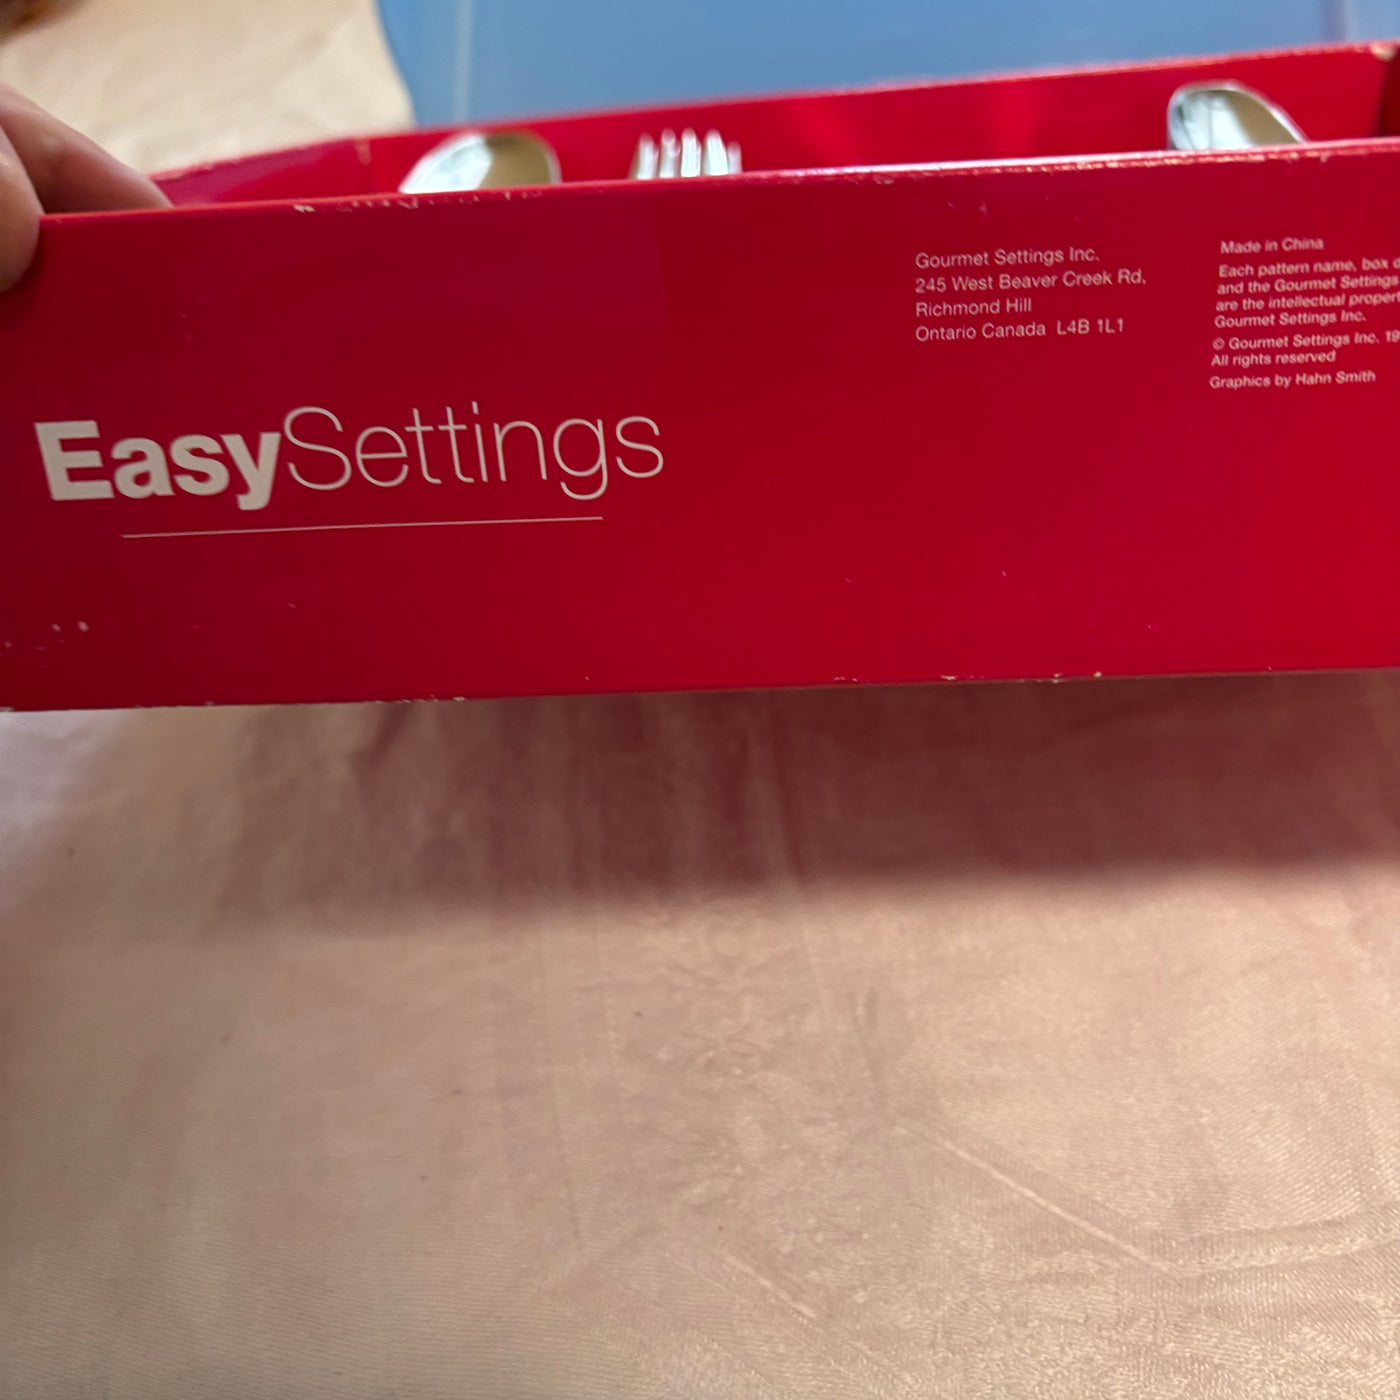 EasySettings
Gourmet Settings Inc.
245 West Beaver Creek Rd,
Richmond Hill
Ontario Canada L4B 1L1
Made in China
Each pattern name, box
and the Gourmet Settings
are the intellectual
Gourmet Settings Inc.
© Gourmet Settings Inc.
All rights reserved
Graphics by Hahn Smith